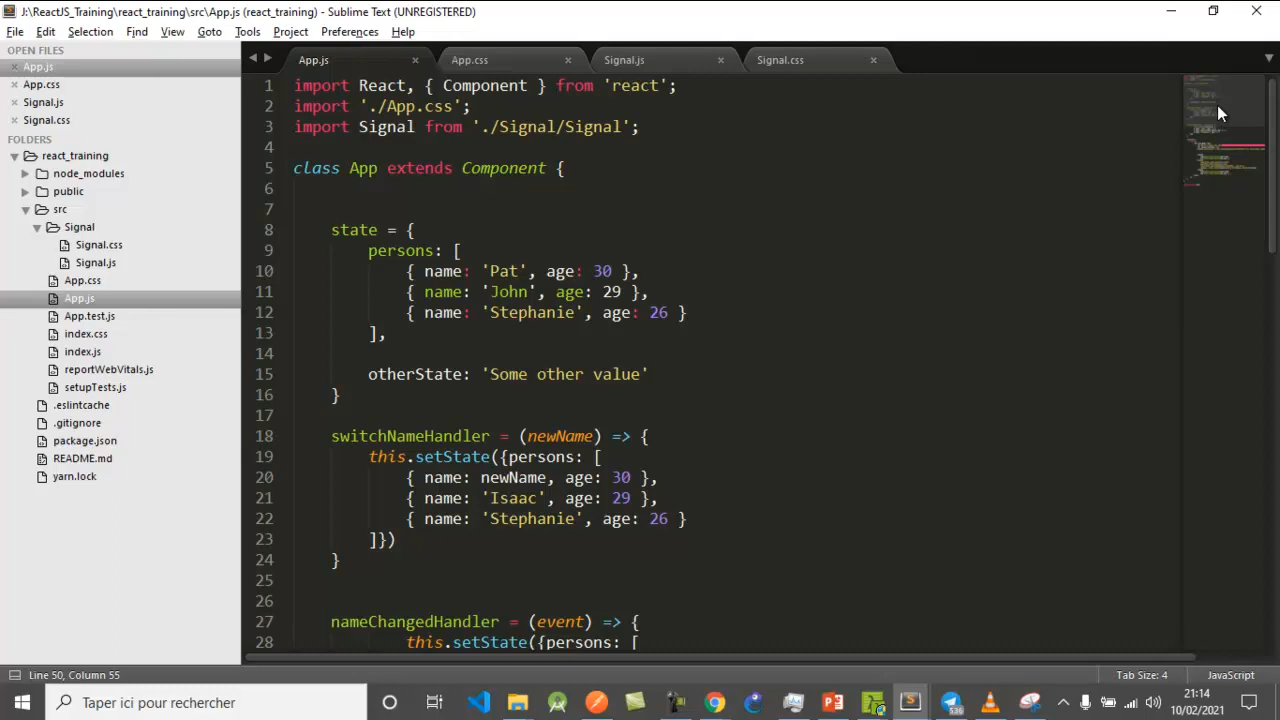 J:\ReactJS_Training\react_training\src\App.js (react_training) - Sublime Text (UNREGISTERED)
File Edit Selection Find View Goto Tools Project Preferences Help
OPEN FILES
App.js
App.css
Signal.js
Signal.css
FOLDERS
react_training
node_modules
public
src
Signal
Signal.css
Signal.js
App.css
App.js
App.test.js
index.css
index.js
reportWebVitals.js
setupTests.js
.eslintcache
.gitignore
package.json
README.md
yarn.lock
App.js App.css Signal.js Signal.css
1 import React, { Component } from 'react';
2 import './App.css';
3 import Signal from './Signal/Signal';
4
5 class App extends Component {
6
7
8 state = {
9 persons: [
10 { name: 'Pat', age: 30 },
11 { name: 'John', age: 29 },
12 { name: 'Stephanie', age: 26 }
13 ],
14
15 otherState: 'Some other value'
16 }
17
18 switchNameHandler = (newName) => {
19 this.setState({persons: [
20 { name: newName, age: 30 },
21 { name: 'Isaac', age: 29 },
22 { name: 'Stephanie', age: 26 }
23 ]})
24 }
25
26
27 nameChangedHandler = (event) => {
28 this.setState({persons: [
Line 50, Column 55
Tab Size: 4
JavaScript
Taper ici pour rechercher
536
21:14
10/02/2021